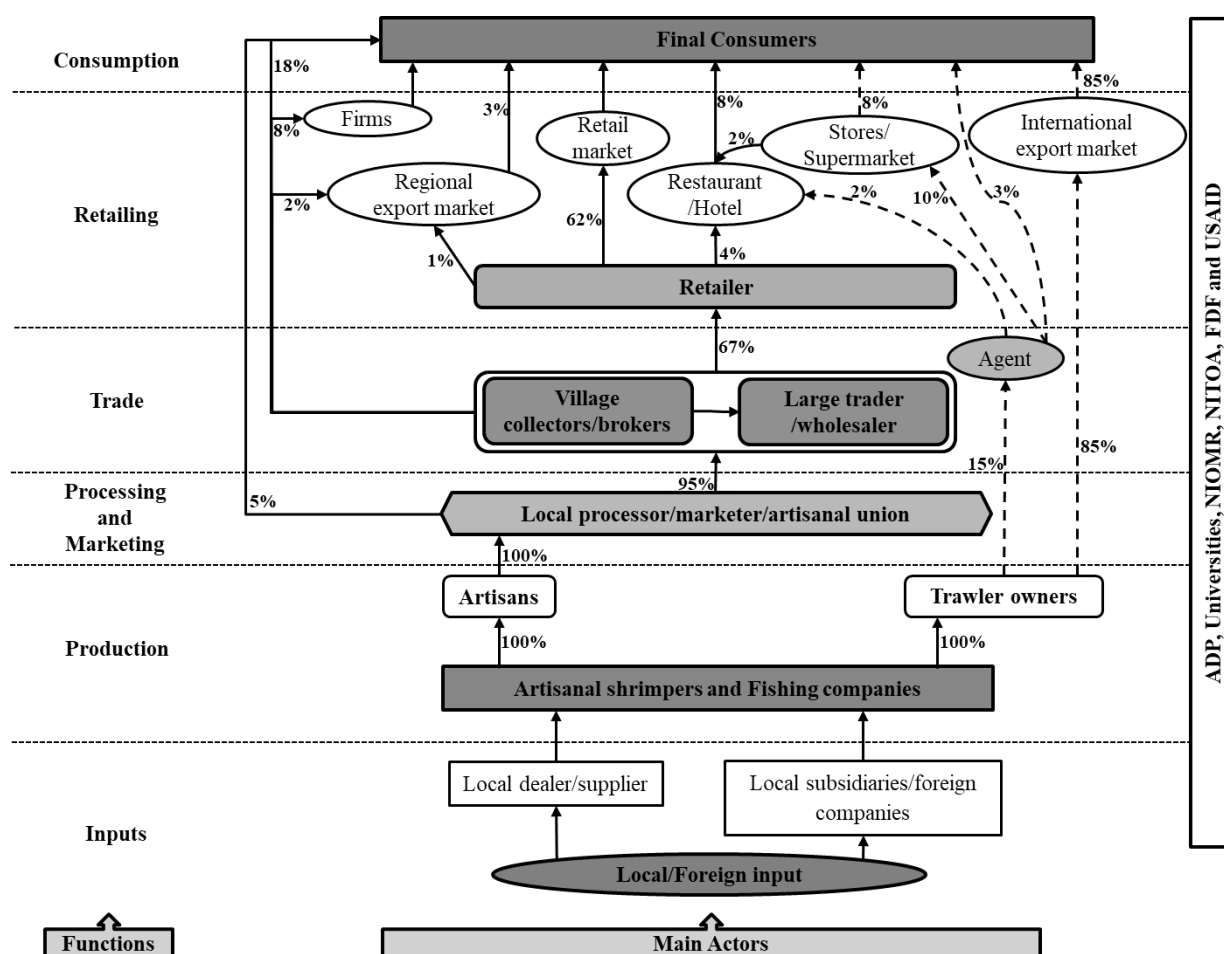 Final Consumers
Consumption
18%
85%
3%
8%
8%
Firms
8%
Retail
market
2%
Stores/
Supermarket
International
export market
Regional
export market
Restaurant
/Hotel
2%
10%
3%
2%
Retailing
62%
1%
4%
Retailer
67%
Agent
Trade
Village
collectors/brokers
Large trader
/wholesaler
15%
85%
95%
Processing
and
Marketing
5%
Local processor/marketer/artisanal union
100%
Artisans
Trawler owners
100%
100%
Production
Artisanal shrimpers and Fishing companies
Local dealer/supplier
Local subsidiaries/foreign
companies
Inputs
Local/Foreign input
Functions
Main Actors
ADP, Universities, NIOMR, NITOA, FDF and USAID